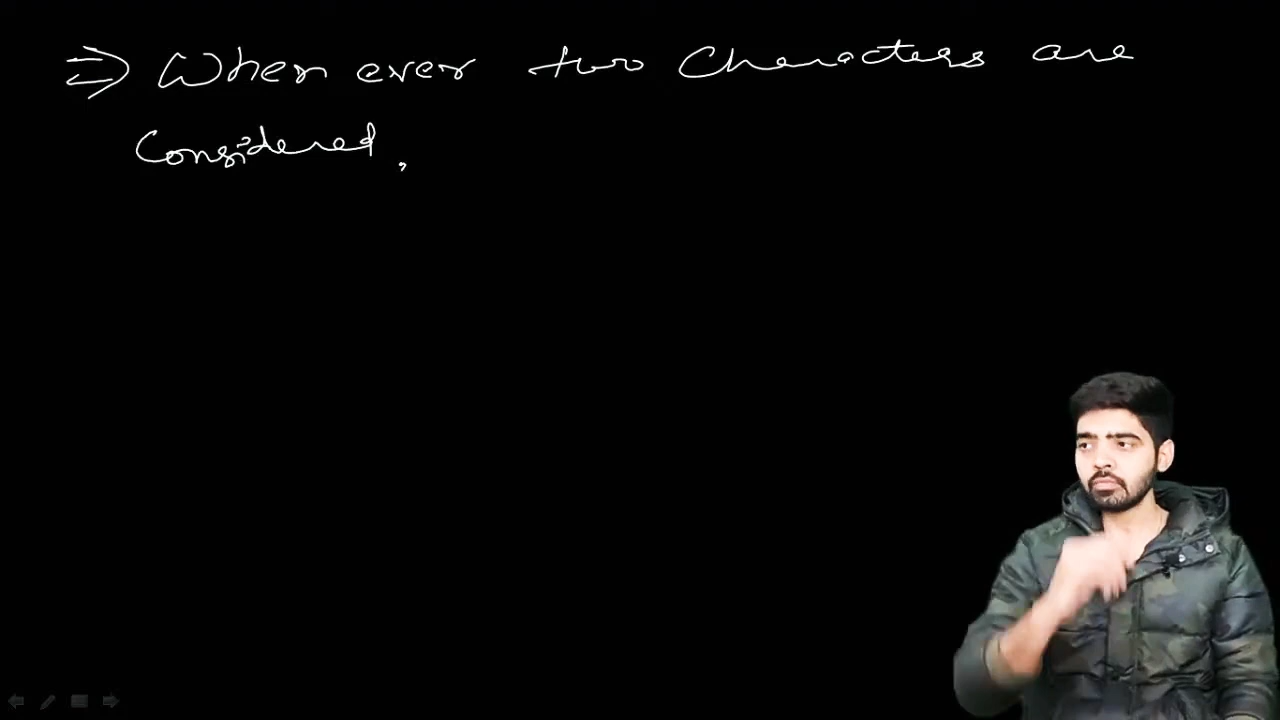 ⇒ When ever two Characters are
Considered,